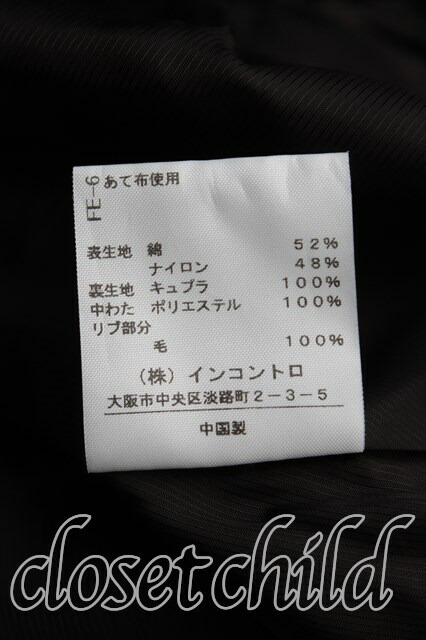 FE-6
あて布使用
表生地 綿 52%
ナイロン 48%
裏生地 キュプラ 100%
中わた ポリエステル 100%
リブ部分
毛 100%
(株)インコントロ
大阪市中央区淡路町2-3-5
中国製
closetchild